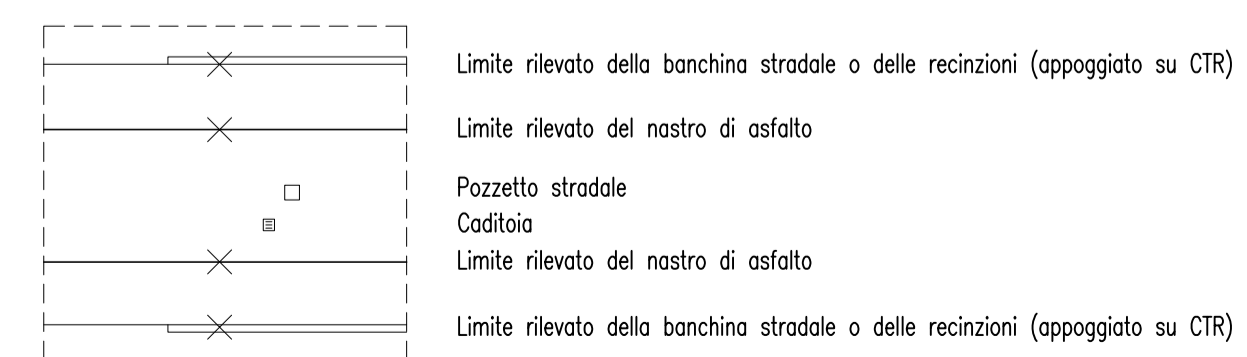 Limite rilevato della banchina stradale o delle recinzioni (appoggiato su CTR)
Limite rilevato del nastro di asfalto
Pozzetto stradale
Caditoia
Limite rilevato del nastro di asfalto
Limite rilevato della banchina stradale o delle recinzioni (appoggiato su CTR)